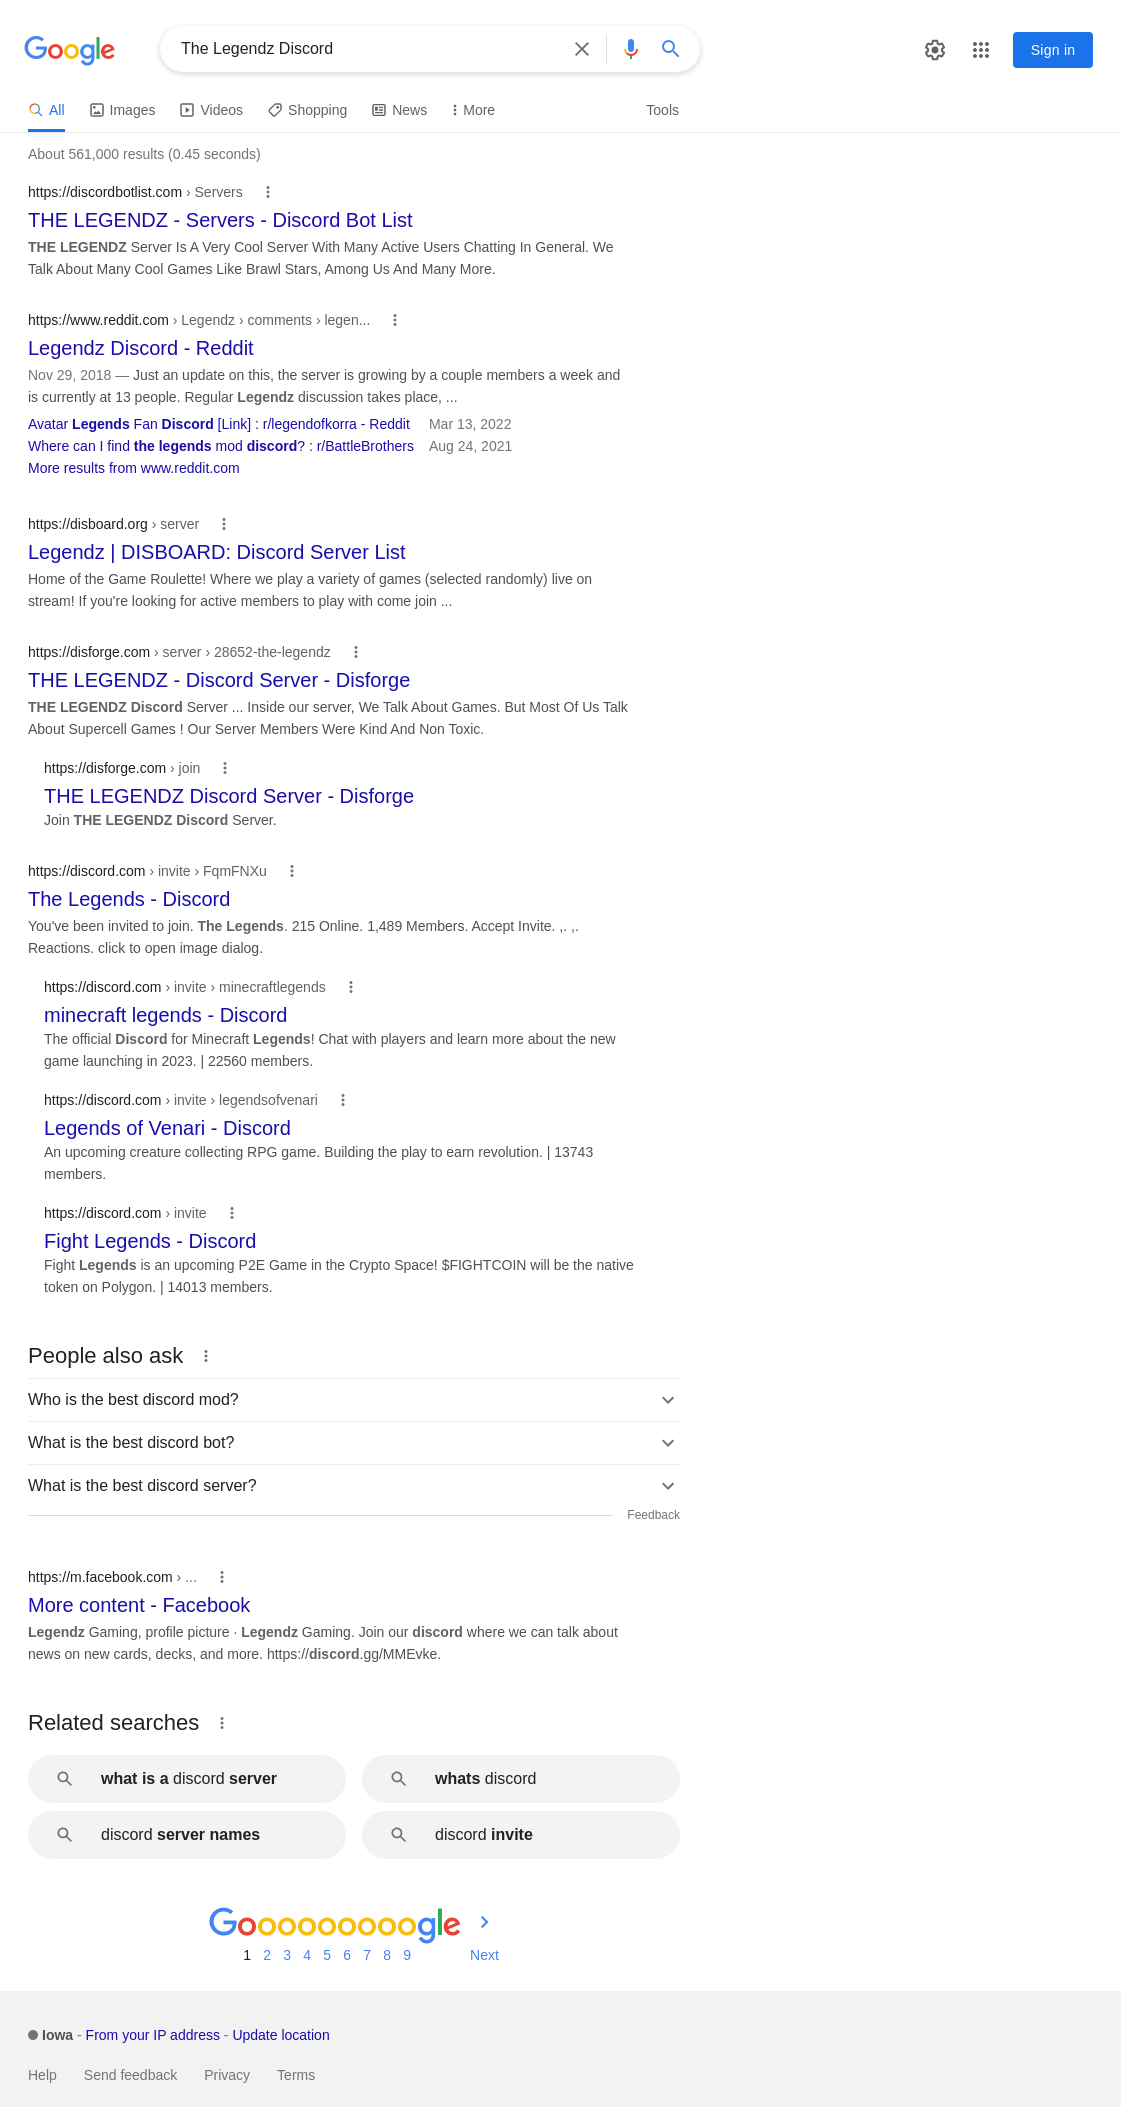 Google
The Legendz Discord
Sign in
All
Images
Videos
Shopping
News
More
Tools
About 561,000 results (0.45 seconds)
https://discordbotlist.com › Servers
THE LEGENDZ - Servers - Discord Bot List
THE LEGENDZ Server Is A Very Cool Server With Many Active Users Chatting In General. We
Talk About Many Cool Games Like Brawl Stars, Among Us And Many More.
https://www.reddit.com › Legendz › comments › legen...
Legendz Discord - Reddit
Nov 29, 2018 — Just an update on this, the server is growing by a couple members a week and
is currently at 13 people. Regular Legendz discussion takes place, ...
Avatar Legends Fan Discord [Link] : r/legendofkorra - Reddit Mar 13, 2022
Where can I find the legends mod discord? : r/BattleBrothers Aug 24, 2021
More results from www.reddit.com
https://disboard.org › server
Legendz | DISBOARD: Discord Server List
Home of the Game Roulette! Where we play a variety of games (selected randomly) live on
stream! If you're looking for active members to play with come join ...
https://disforge.com › server › 28652-the-legendz
THE LEGENDZ - Discord Server - Disforge
THE LEGENDZ Discord Server ... Inside our server, We Talk About Games. But Most Of Us Talk
About Supercell Games ! Our Server Members Were Kind And Non Toxic.
https://disforge.com › join
THE LEGENDZ Discord Server - Disforge
Join THE LEGENDZ Discord Server.
https://discord.com › invite › FqmFNXu
The Legends - Discord
You've been invited to join. The Legends. 215 Online. 1,489 Members. Accept Invite. ,. ,.
Reactions. click to open image dialog.
https://discord.com › invite › minecraftlegends
minecraft legends - Discord
The official Discord for Minecraft Legends! Chat with players and learn more about the new
game launching in 2023. | 22560 members.
https://discord.com › invite › legendsofvenari
Legends of Venari - Discord
An upcoming creature collecting RPG game. Building the play to earn revolution. | 13743
members.
https://discord.com › invite
Fight Legends - Discord
Fight Legends is an upcoming P2E Game in the Crypto Space! $FIGHTCOIN will be the native
token on Polygon. | 14013 members.
People also ask
Who is the best discord mod?
What is the best discord bot?
What is the best discord server?
Feedback
https://m.facebook.com › ...
More content - Facebook
Legendz Gaming, profile picture · Legendz Gaming. Join our discord where we can talk about
news on new cards, decks, and more. https://discord.gg/MMEvke.
Related searches
what is a discord server
whats discord
discord server names
discord invite
Gooooooooogle
1 2 3 4 5 6 7 8 9 Next
Iowa - From your IP address - Update location
Help Send feedback Privacy Terms